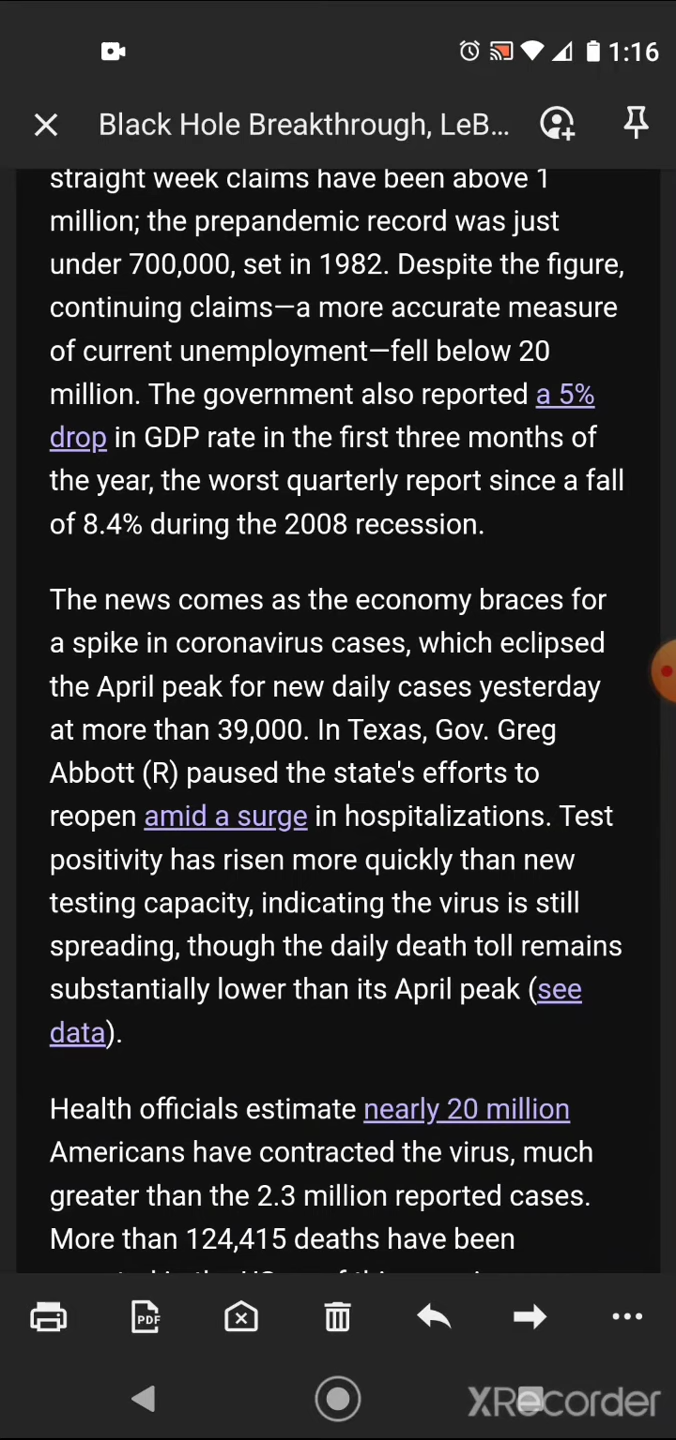 1:16
Black Hole Breakthrough, LeB...
straight week claims have been above 1
million; the prepandemic record was just
under 700,000, set in 1982. Despite the figure,
continuing claims—a more accurate measure
of current unemployment—fell below 20
million. The government also reported a 5%
drop in GDP rate in the first three months of
the year, the worst quarterly report since a fall
of 8.4% during the 2008 recession.
The news comes as the economy braces for
a spike in coronavirus cases, which eclipsed
the April peak for new daily cases yesterday
at more than 39,000. In Texas, Gov. Greg
Abbott (R) paused the state's efforts to
reopen amid a surge in hospitalizations. Test
positivity has risen more quickly than new
testing capacity, indicating the virus is still
spreading, though the daily death toll remains
substantially lower than its April peak (see
data).
Health officials estimate nearly 20 million
Americans have contracted the virus, much
greater than the 2.3 million reported cases.
More than 124,415 deaths have been
PDF
XRecorder